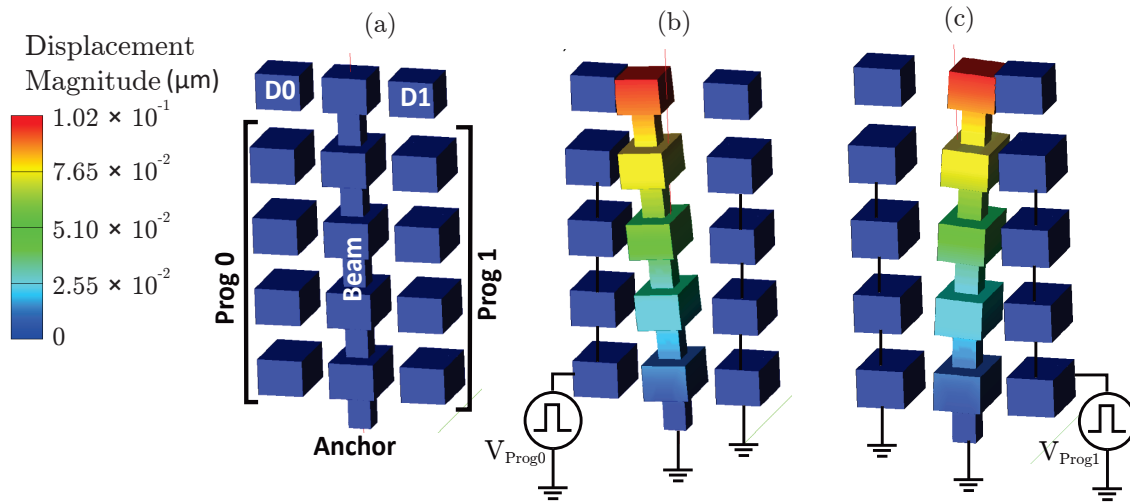 (a)
(b)
(c)
Displacement
Magnitude (μm)
1.02 × 10⁻¹
7.65 × 10⁻²
5.10 × 10⁻²
2.55 × 10⁻²
0
D0
D1
Prog 0
Beam
Prog 1
Anchor
V_Prog0
V_Prog1